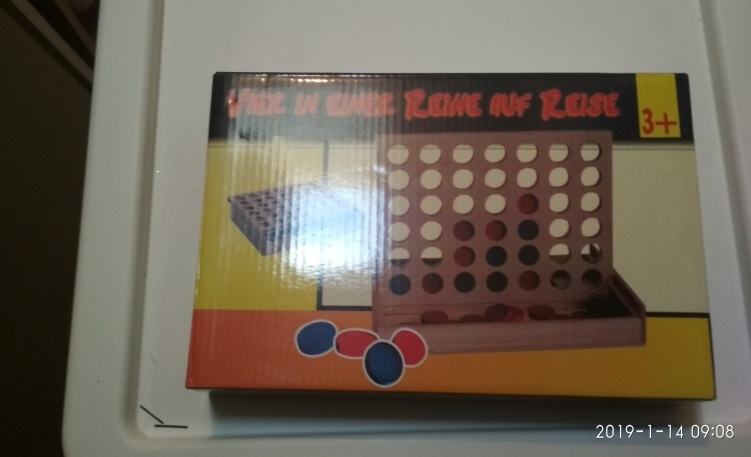 VIER IN EINER REIHE AUF REISE
3+
2019-1-14 09:08